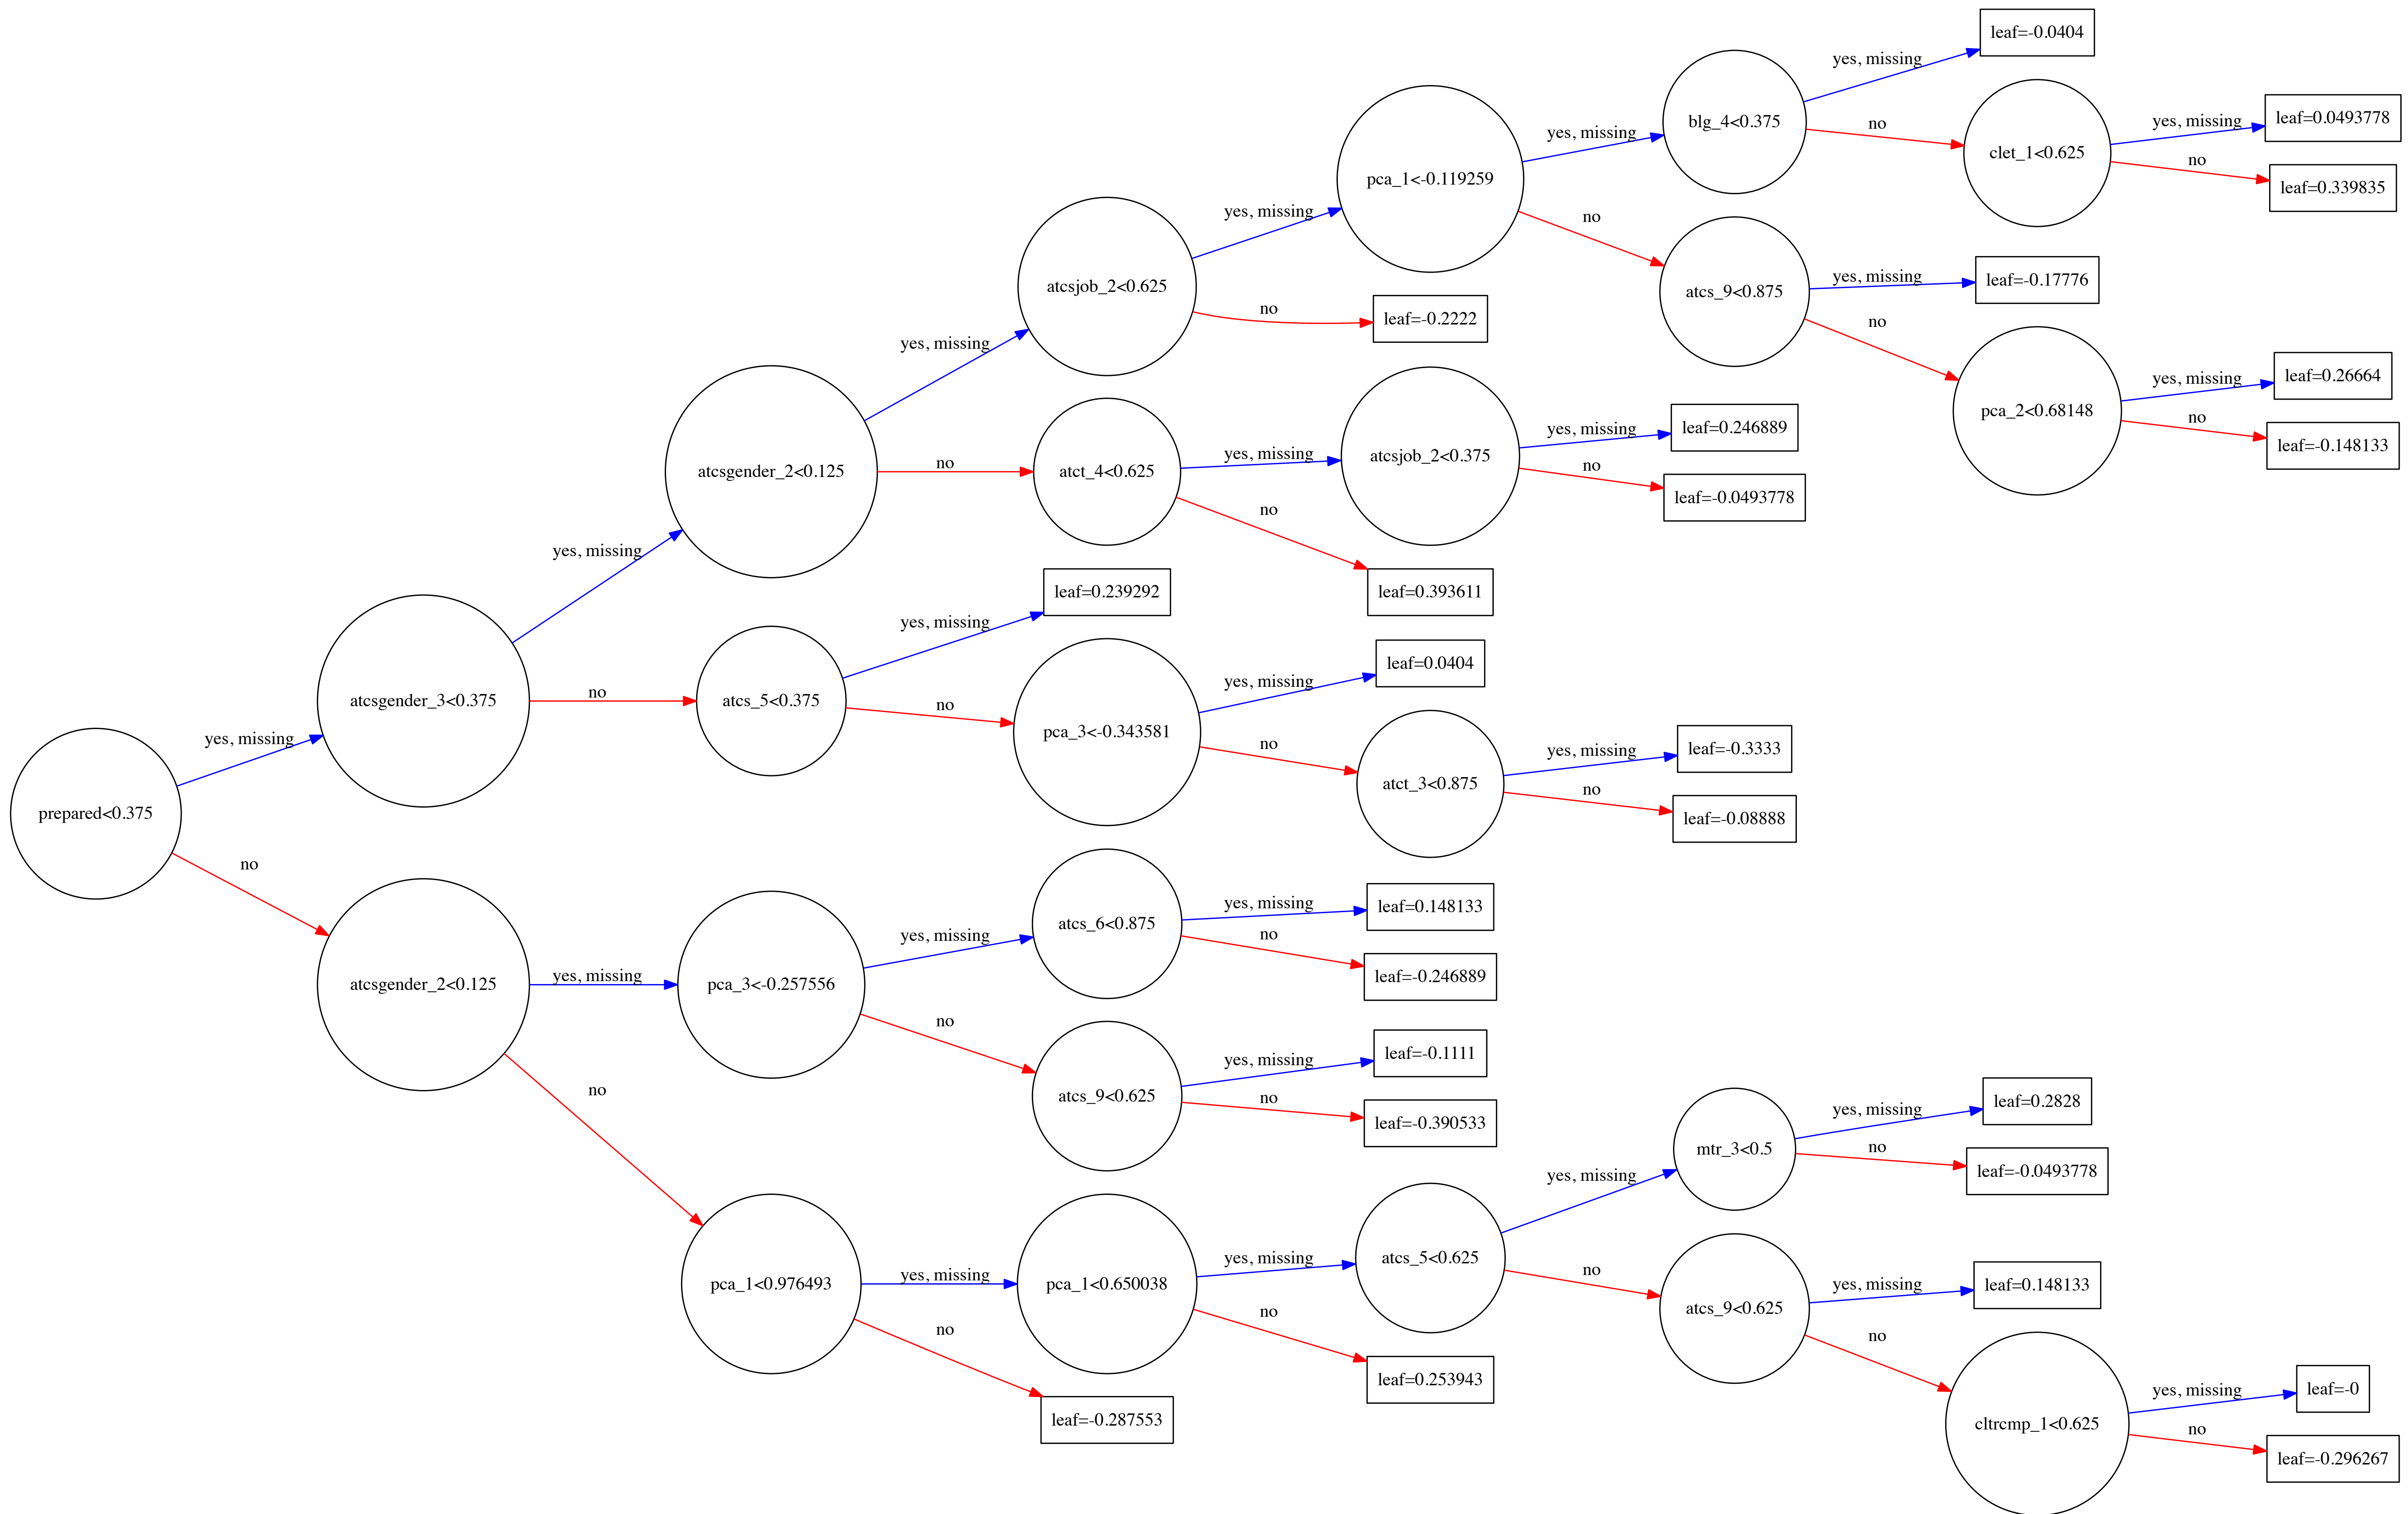 leaf=-0.0404
yes, missing
blg_4<0.375
no
clet_1<0.625
yes, missing
leaf=0.0493778
no
leaf=0.339835
yes, missing
pca_1<-0.119259
no
atcs_9<0.875
yes, missing
leaf=-0.17776
no
pca_2<0.68148
yes, missing
leaf=0.26664
no
leaf=-0.148133
yes, missing
atcsjob_2<0.625
no
leaf=-0.2222
yes, missing
atcsgender_2<0.125
no
atct_4<0.625
yes, missing
atcsjob_2<0.375
yes, missing
leaf=0.246889
no
leaf=-0.0493778
no
leaf=0.393611
yes, missing
atcsgender_3<0.375
no
atcs_5<0.375
yes, missing
leaf=0.239292
no
pca_3<-0.343581
yes, missing
leaf=0.0404
no
atct_3<0.875
yes, missing
leaf=-0.3333
no
leaf=-0.08888
yes, missing
prepared<0.375
no
atcsgender_2<0.125
yes, missing
pca_3<-0.257556
yes, missing
atcs_6<0.875
yes, missing
leaf=0.148133
no
leaf=-0.246889
no
atcs_9<0.625
yes, missing
leaf=-0.1111
no
leaf=-0.390533
no
pca_1<0.976493
yes, missing
pca_1<0.650038
yes, missing
atcs_5<0.625
yes, missing
mtr_3<0.5
yes, missing
leaf=0.2828
no
leaf=-0.0493778
no
atcs_9<0.625
yes, missing
leaf=0.148133
no
cltrcmp_1<0.625
yes, missing
leaf=-0
no
leaf=-0.296267
no
leaf=0.253943
no
leaf=-0.287553